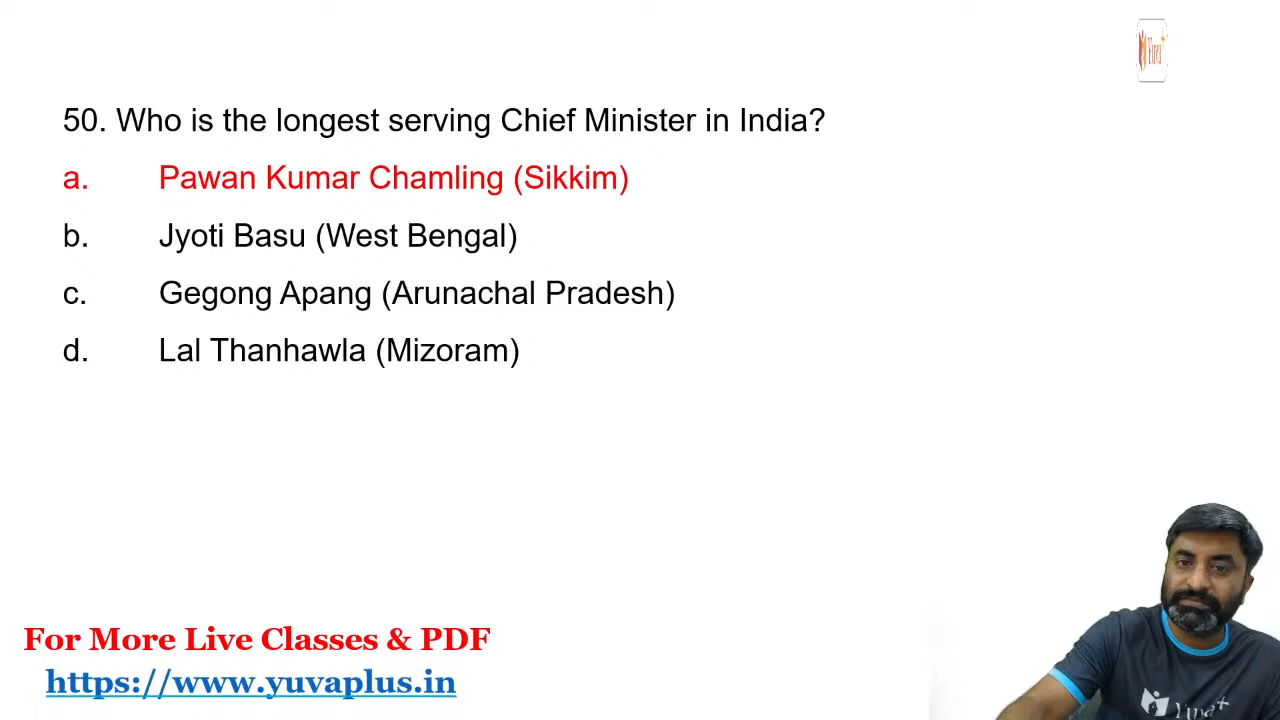 50. Who is the longest serving Chief Minister in India?
a. Pawan Kumar Chamling (Sikkim)
b. Jyoti Basu (West Bengal)
c. Gegong Apang (Arunachal Pradesh)
d. Lal Thanhawla (Mizoram)
For More Live Classes & PDF
https://www.yuvaplus.in